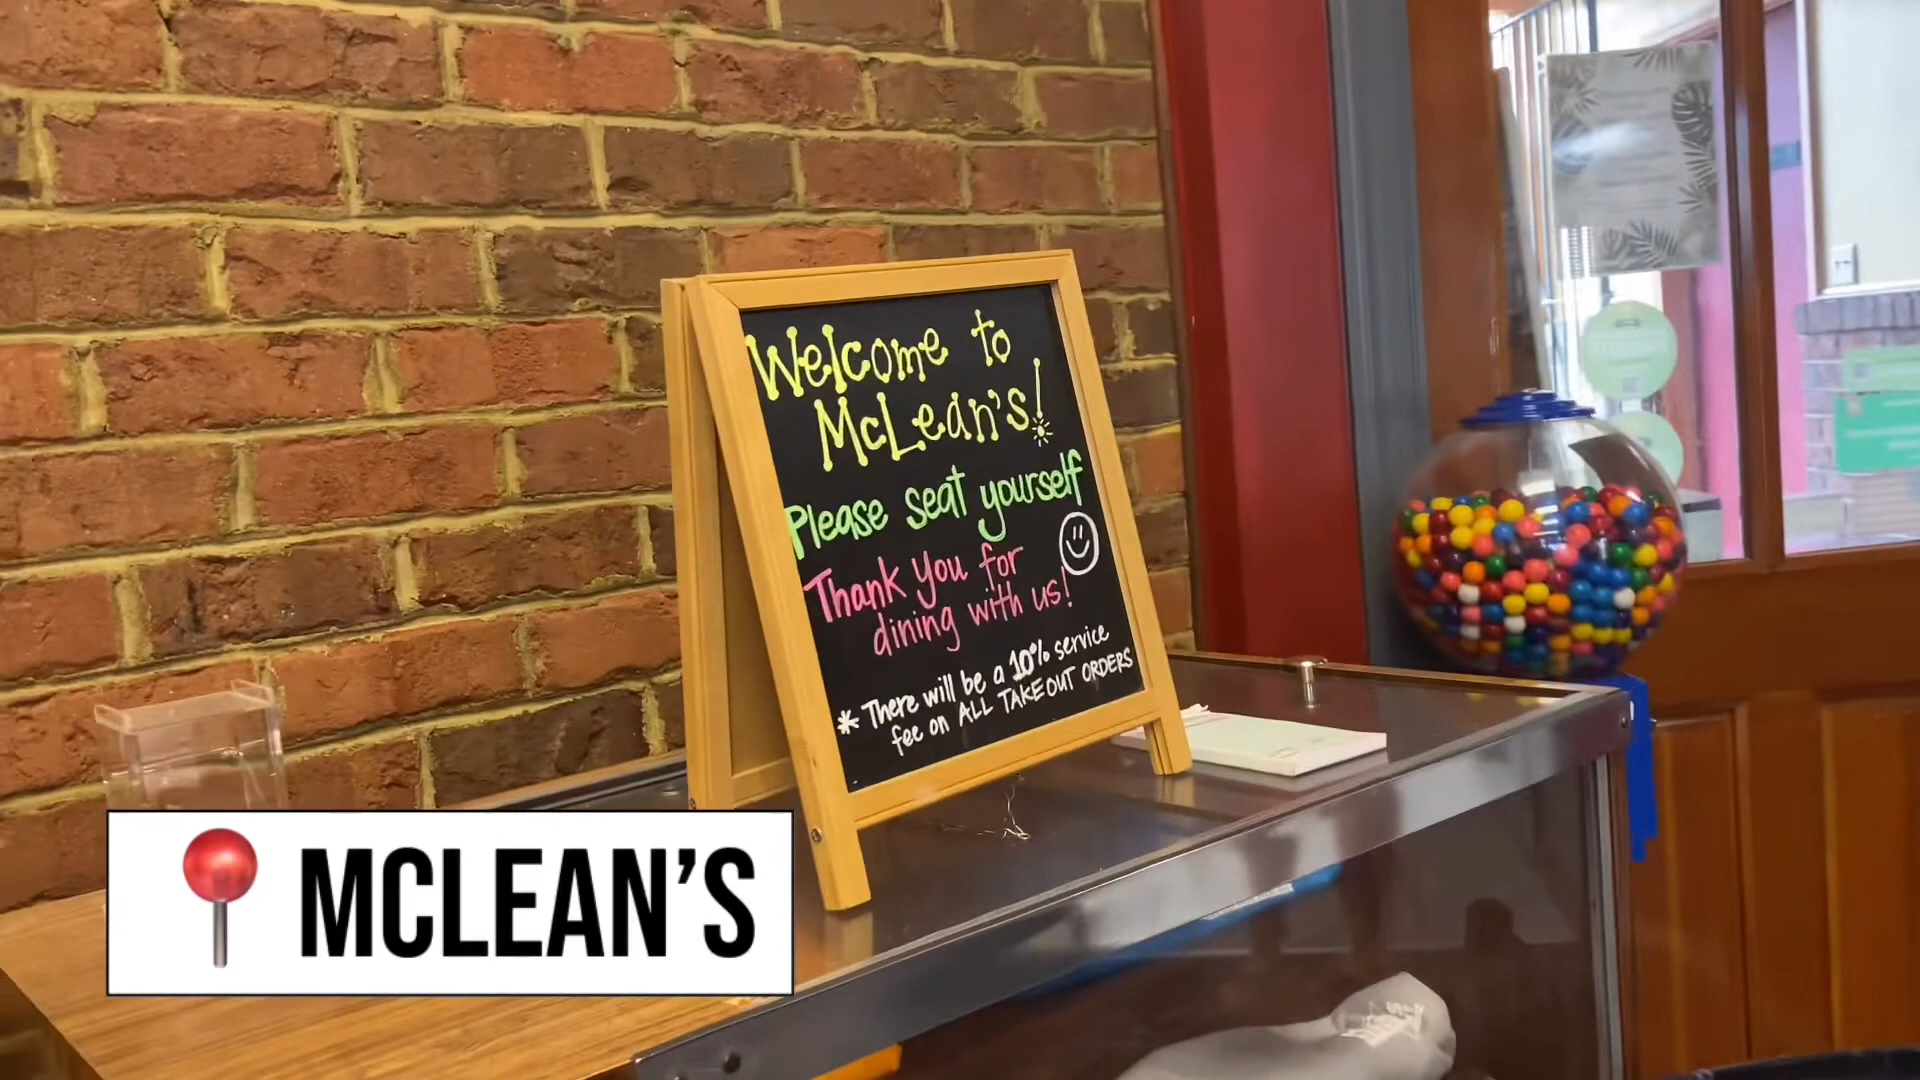 Welcome to
McLean's!
Please seat yourself
Thank you for
dining with us!
* There will be a 10% service
fee on ALL TAKEOUT ORDERS
MCLEAN'S